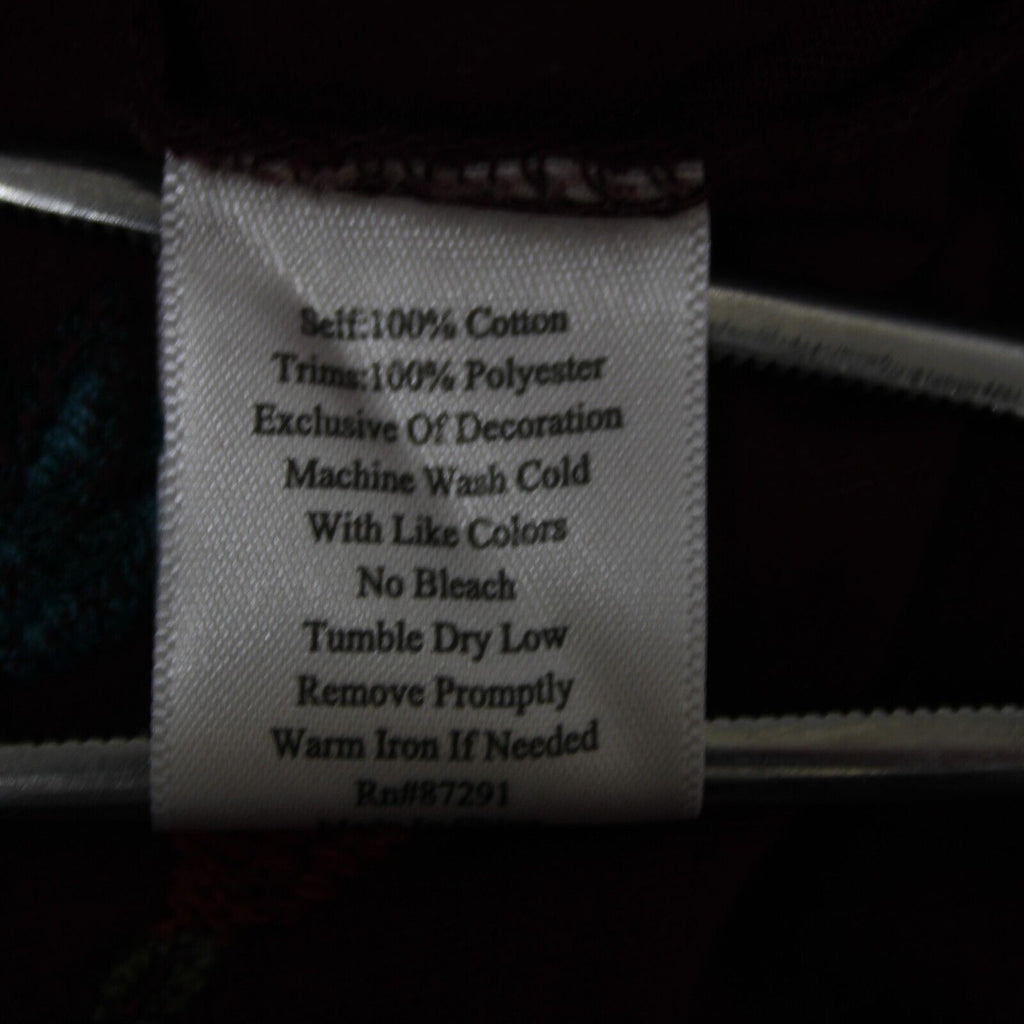 Self:100% Cotton
Trims:100% Polyester
Exclusive Of Decoration
Machine Wash Cold
With Like Colors
No Bleach
Tumble Dry Low
Remove Promptly
Warm Iron If Needed
Rn#87291